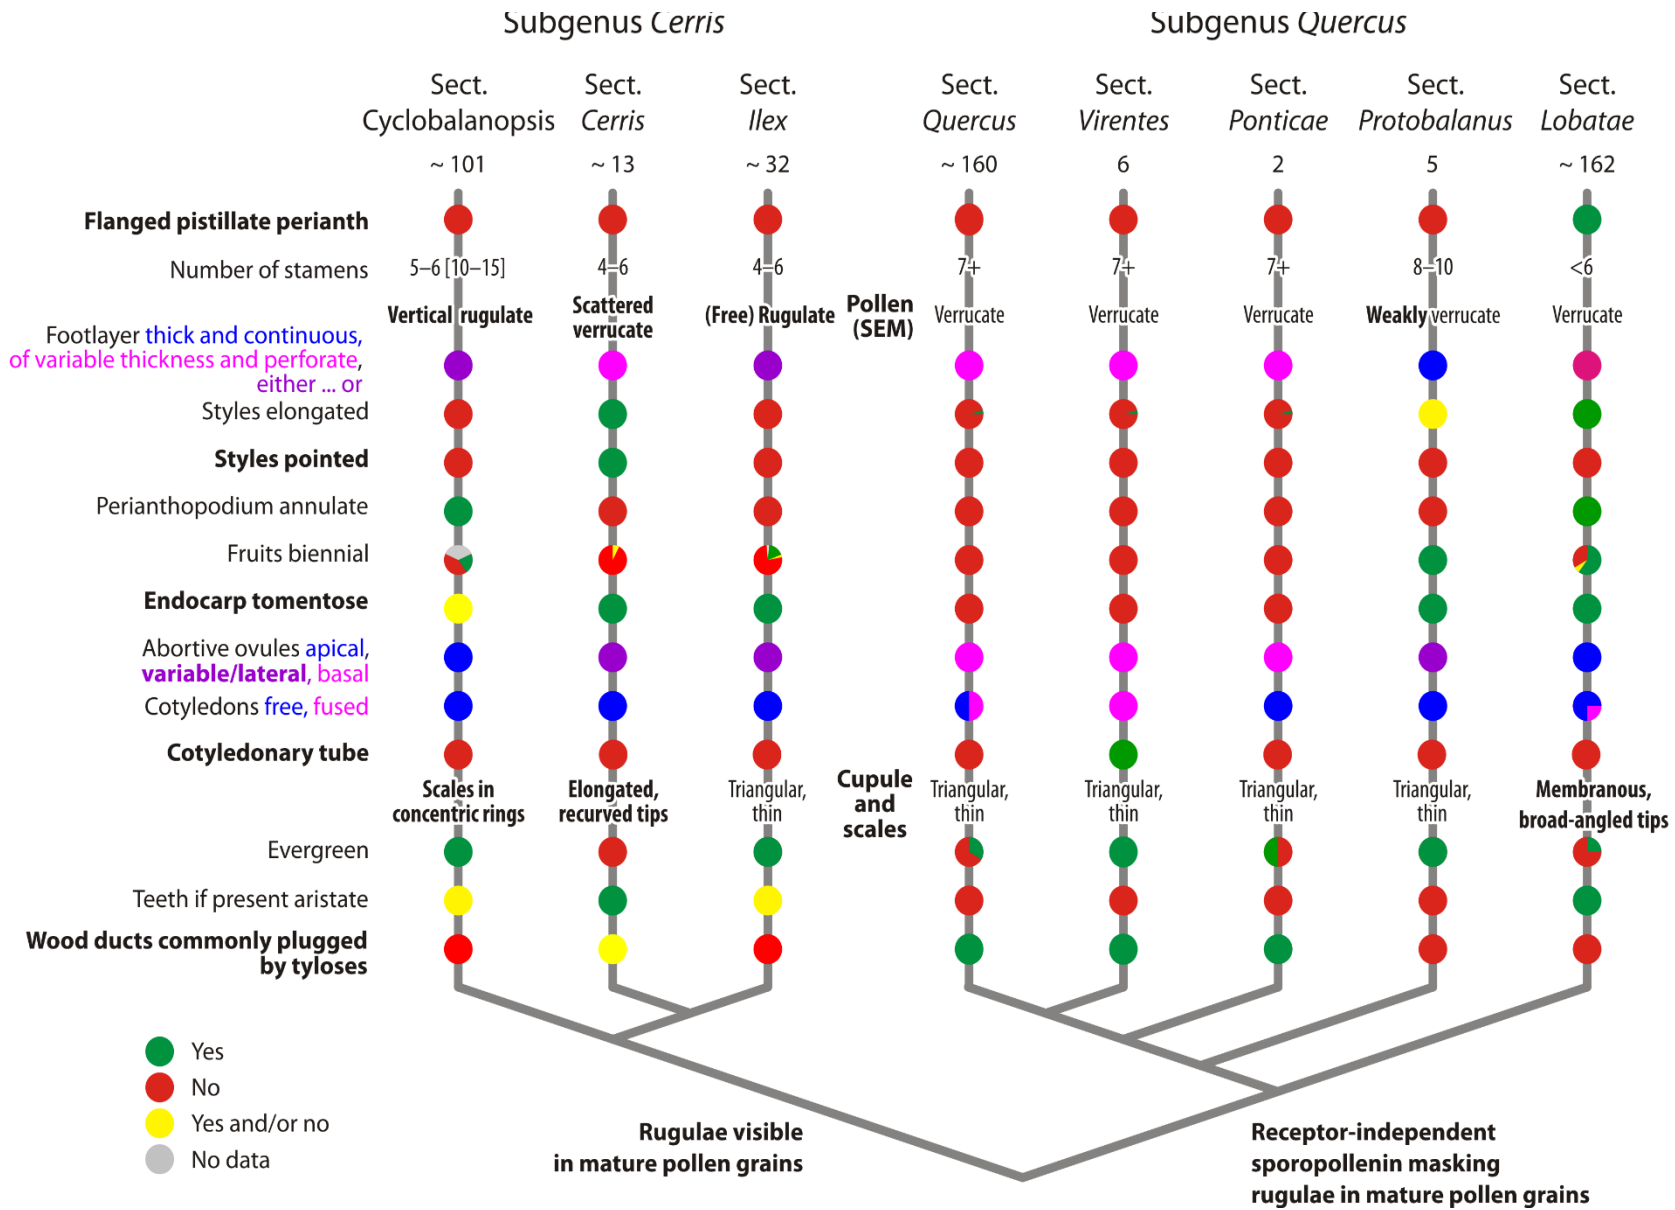 Subgenus Cerris
Subgenus Quercus
Sect. Cyclobalanopsis
Sect. Cerris
Sect. Ilex
Sect. Quercus
Sect. Virentes
Sect. Ponticae
Sect. Protobalanus
Sect. Lobatae
~ 101
~ 13
~ 32
~ 160
6
2
5
~ 162
Flanged pistillate perianth
Number of stamens
5–6 [10–15]
4–6
4–6
7+
7+
7+
8–10
<6
Vertical rugulate
Scattered
verrucate
(Free) Rugulate
Pollen
(SEM)
Verrucate
Verrucate
Verrucate
Weakly verrucate
Verrucate
Footlayer thick and continuous,
of variable thickness and perforate,
either ... or
Styles elongated
Styles pointed
Perianthopodium annulate
Fruits biennial
Endocarp tomentose
Abortive ovules apical,
variable/lateral, basal
Cotyledons free, fused
Cotyledonary tube
Scales in
concentric rings
Elongated,
recurved tips
Triangular,
thin
Cupule
and
scales
Triangular,
thin
Triangular,
thin
Triangular,
thin
Triangular,
thin
Membranous,
broad-angled tips
Evergreen
Teeth if present aristate
Wood ducts commonly plugged
by tyloses
Yes
No
Yes and/or no
No data
Rugulae visible
in mature pollen grains
Receptor-independent
sporopollenin masking
rugulae in mature pollen grains